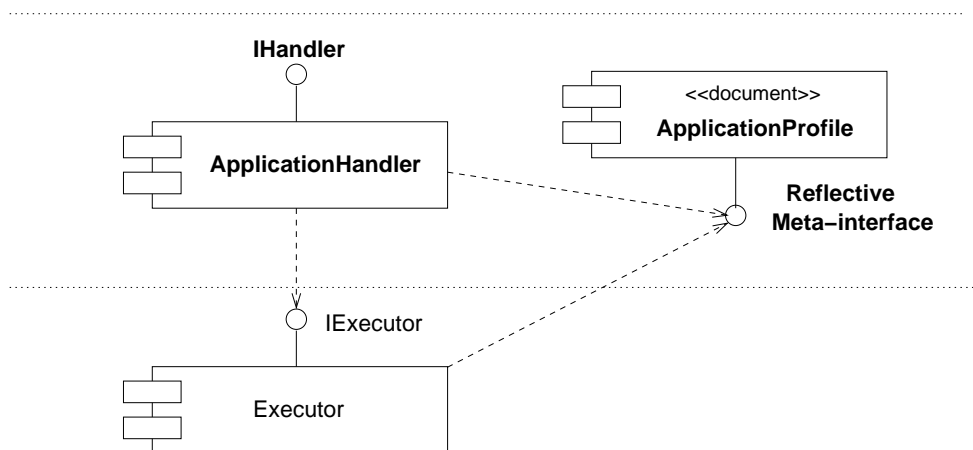 IHandler
<<document>>
ApplicationProfile
ApplicationHandler
Reflective
Meta−interface
IExecutor
Executor